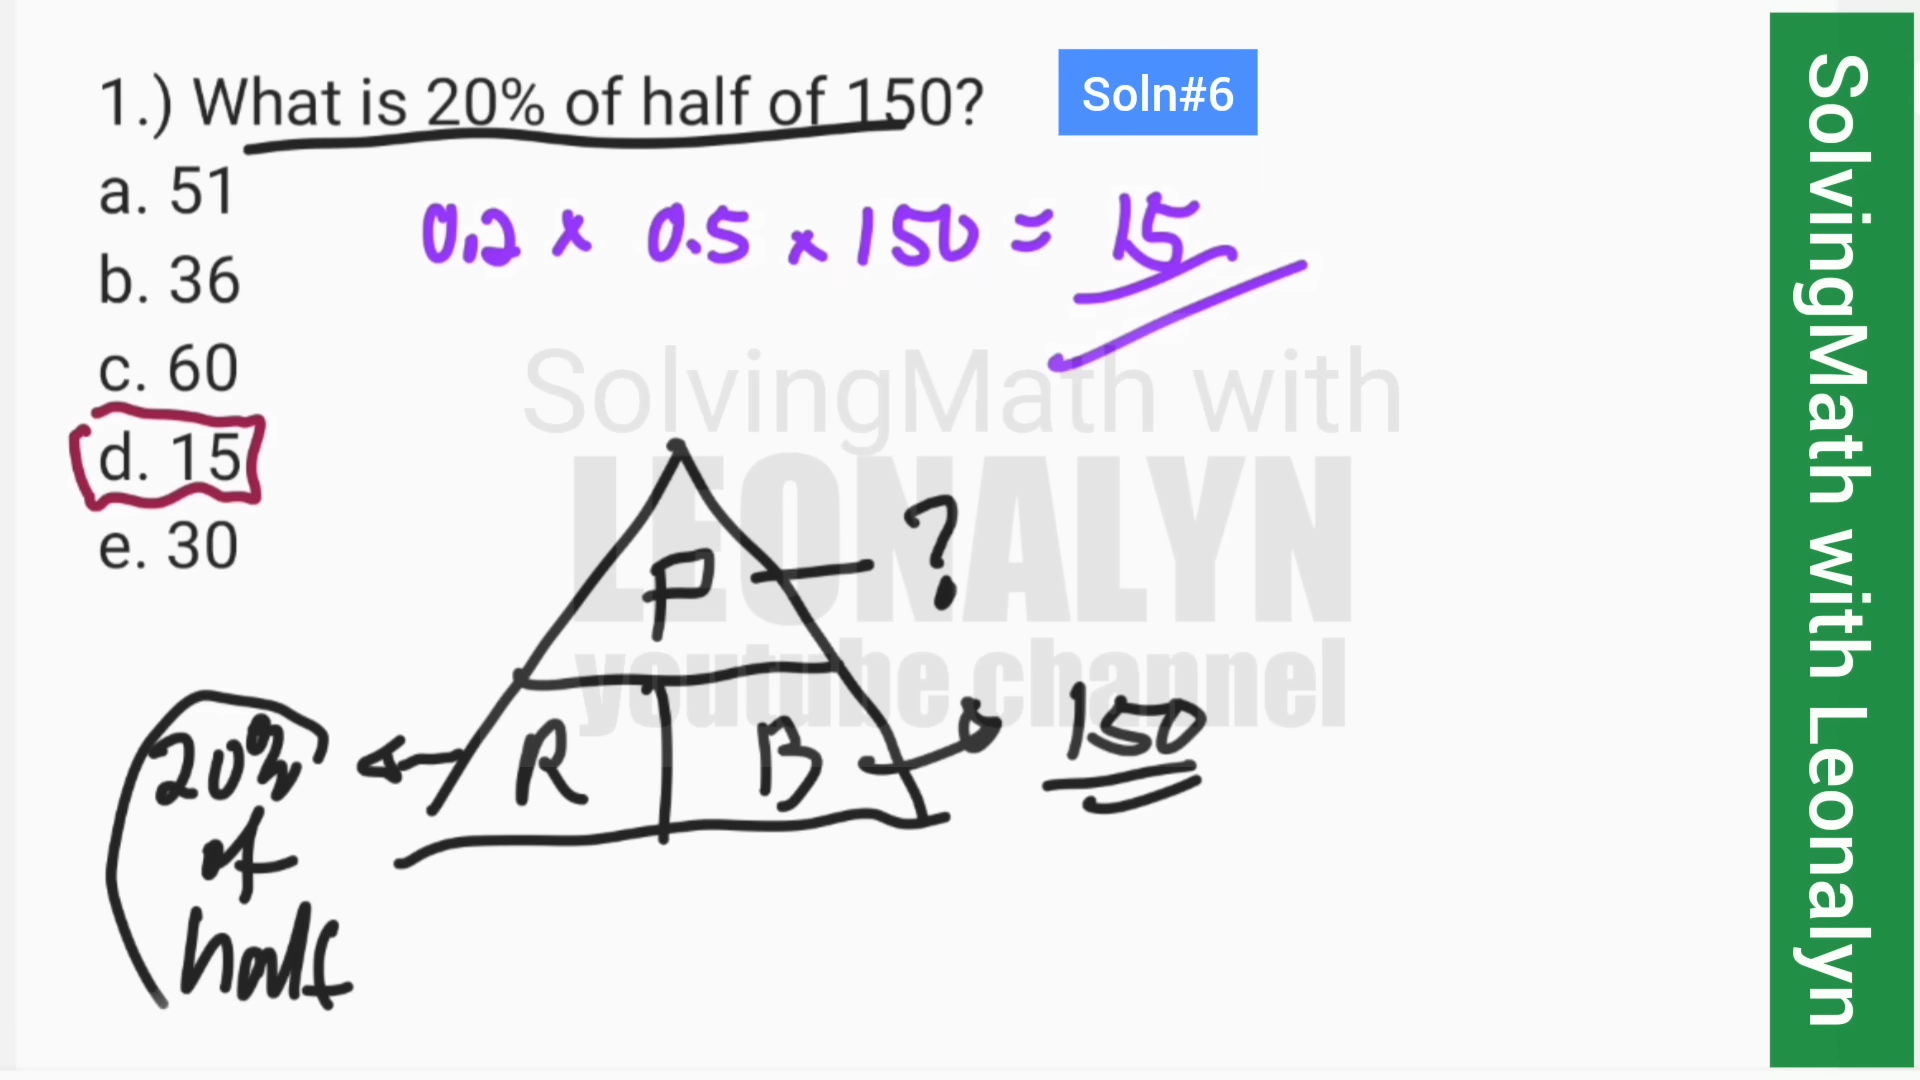 1.) What is 20% of half of 150?
Soln#6
a. 51
0.2 x 0.5 x 150 = 15
b. 36
c. 60
d. 15
e. 30
SolvingMath with
LEONALYN
youtube channel
P
?
R
B
150
20%
of
half
SolvingMath with Leonalyn